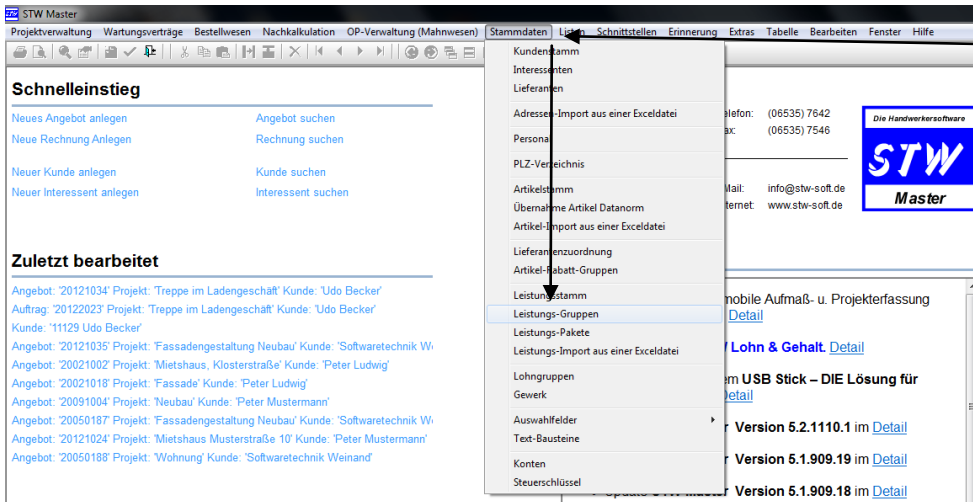 STW Master
Projektverwaltung Wartungsverträge Bestellwesen Nachkalkulation OP-Verwaltung (Mahnwesen) Stammdaten Listen Schnittstellen Erinnerung Extras Tabelle Bearbeiten Fenster Hilfe
Schnelleinstieg
Neues Angebot anlegen Angebot suchen
Neue Rechnung Anlegen Rechnung suchen
Neuer Kunde anlegen Kunde suchen
Neuer Interessent anlegen Interessent suchen
Zuletzt bearbeitet
Angebot: '20121034' Projekt: 'Treppe im Ladengeschäft' Kunde: 'Udo Becker'
Auftrag: '20122023' Projekt: 'Treppe im Ladengeschäft' Kunde: 'Udo Becker'
Kunde: '11129 Udo Becker'
Angebot: '20121035' Projekt: 'Fassadengestaltung Neubau' Kunde: 'Softwaretechnik W
Angebot: '20021002' Projekt: 'Mietshaus, Klosterstraße' Kunde: 'Peter Ludwig'
Angebot: '20021018' Projekt: 'Fassade' Kunde: 'Peter Ludwig'
Angebot: '20091004' Projekt: 'Neubau' Kunde: 'Peter Mustermann'
Angebot: '20050187' Projekt: 'Fassadengestaltung Neubau' Kunde: 'Softwaretechnik W
Angebot: '20121024' Projekt: 'Mietshaus Musterstraße 10' Kunde: 'Peter Mustermann'
Angebot: '20050188' Projekt: 'Wohnung' Kunde: 'Softwaretechnik Weinand'
Kundenstamm
Interessenten
Lieferanten
Adressen-Import aus einer Exceldatei
Personal
PLZ-Verzeichnis
Artikelstamm
Übernahme Artikel Datanorm
Artikel-Import aus einer Exceldatei
Lieferantenzuordnung
Artikel-Rabatt-Gruppen
Leistungsstamm
Leistungs-Gruppen
Leistungs-Pakete
Leistungs-Import aus einer Exceldatei
Lohngruppen
Gewerk
Auswahlfelder
Text-Bausteine
Konten
Steuerschlüssel
elefon: (06535) 7642
ax: (06535) 7546
Mail: info@stw-soft.de
ternet: www.stw-soft.de
Die Handwerkersoftware
STW
Master
mobile Aufmaß- u. Projekterfassung
Detail
Lohn & Gehalt. Detail
em USB Stick – DIE Lösung für
Detail
r Version 5.2.1110.1 im Detail
r Version 5.1.909.19 im Detail
r Version 5.1.909.18 im Detail